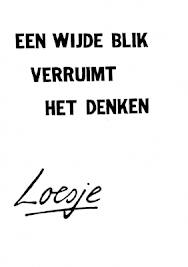 EEN WIJDE BLIK
VERRUIMT
HET DENKEN
Loesje